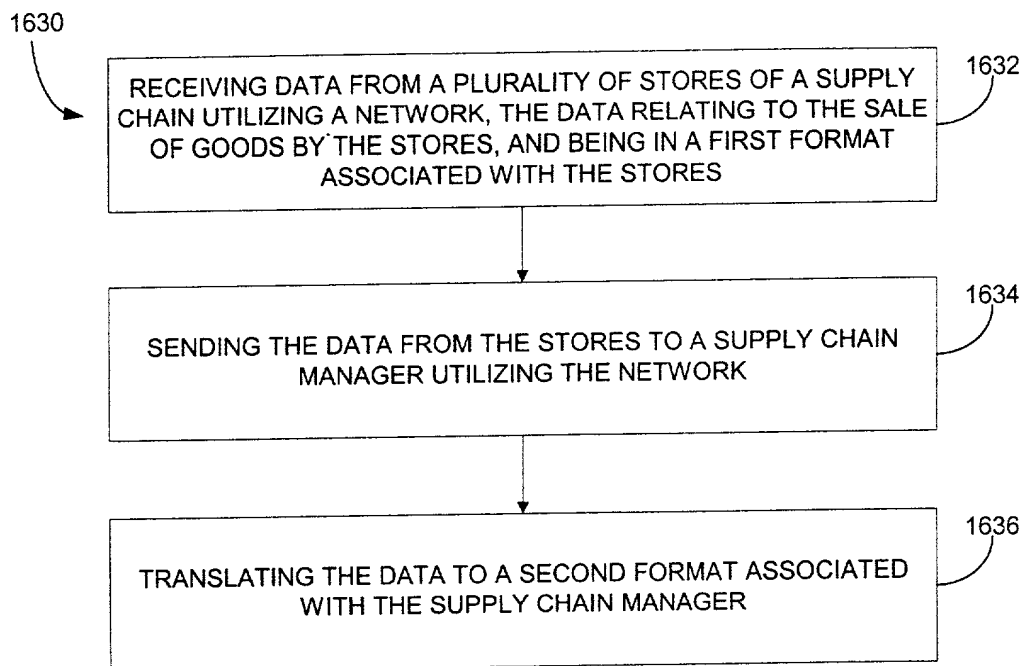 1630
1632
RECEIVING DATA FROM A PLURALITY OF STORES OF A SUPPLY
CHAIN UTILIZING A NETWORK, THE DATA RELATING TO THE SALE
OF GOODS BY THE STORES, AND BEING IN A FIRST FORMAT
ASSOCIATED WITH THE STORES
1634
SENDING THE DATA FROM THE STORES TO A SUPPLY CHAIN
MANAGER UTILIZING THE NETWORK
1636
TRANSLATING THE DATA TO A SECOND FORMAT ASSOCIATED
WITH THE SUPPLY CHAIN MANAGER